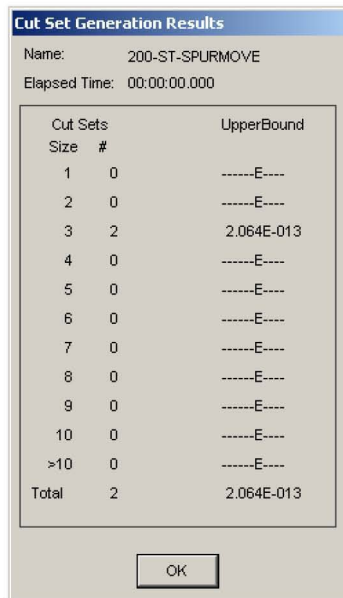 Cut Set Generation Results
Name: 200-ST-SPURMOVE
Elapsed Time: 00:00:00.000
Cut Sets UpperBound
Size #
1 0 ------E----
2 0 ------E----
3 2 2.064E-013
4 0 ------E----
5 0 ------E----
6 0 ------E----
7 0 ------E----
8 0 ------E----
9 0 ------E----
10 0 ------E----
>10 0 ------E----
Total 2 2.064E-013
OK